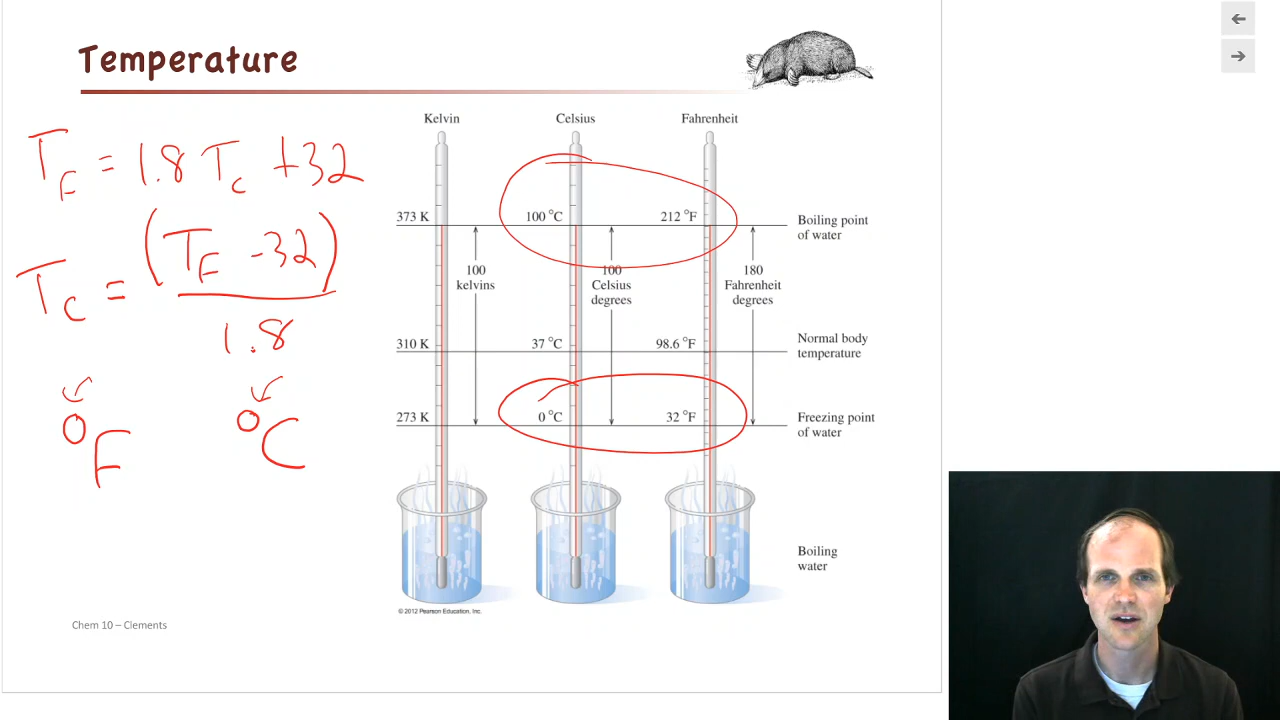 Temperature
T_F = 1.8 T_C + 32
T_C = (T_F - 32)
1.8
°F °C
Kelvin Celsius Fahrenheit
373 K 100 °C 212 °F Boiling point
of water
100
kelvins
100
Celsius
degrees
180
Fahrenheit
degrees
310 K 37 °C 98.6 °F Normal body
temperature
273 K 0 °C 32 °F Freezing point
of water
Boiling
water
© 2012 Pearson Education, Inc.
Chem 10 – Clements